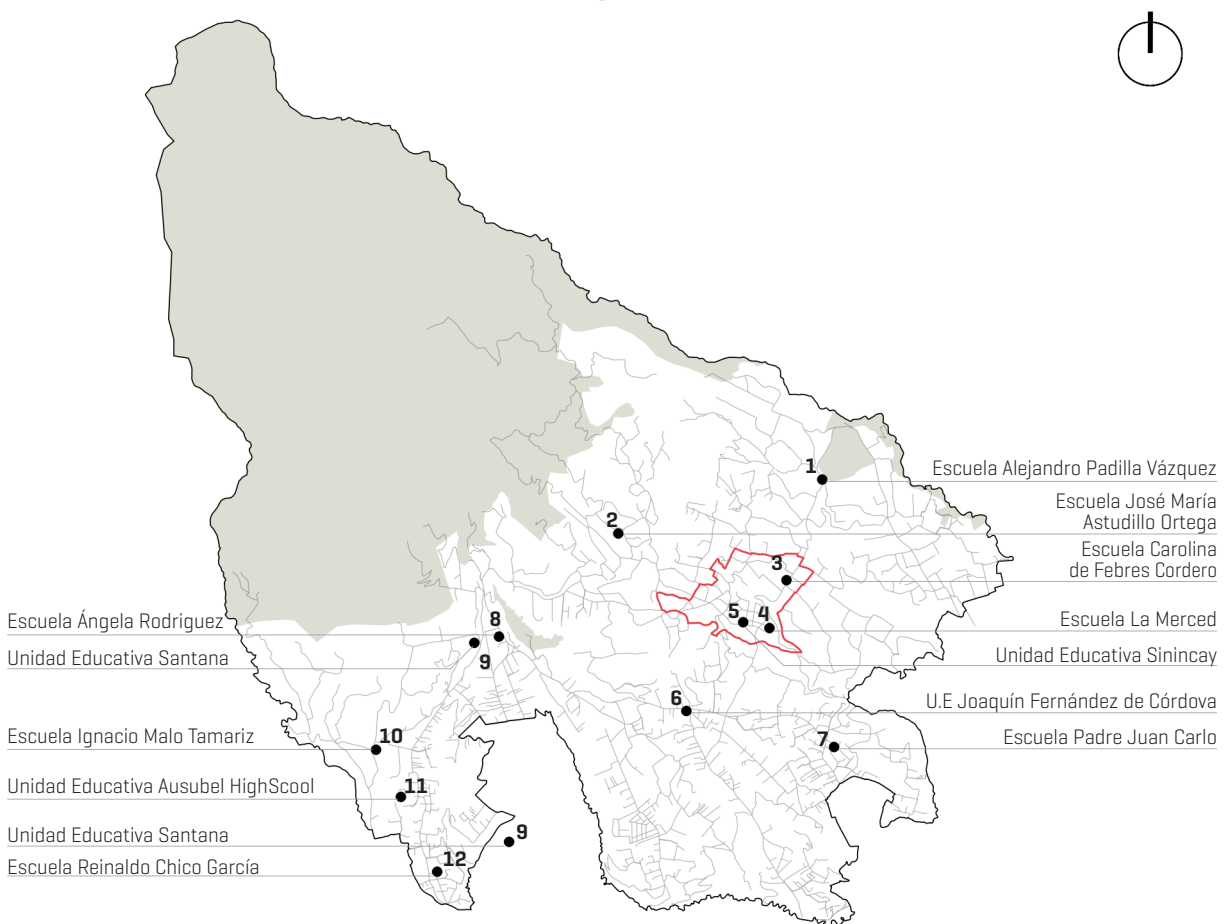 1
Escuela Alejandro Padilla Vázquez
2
Escuela José María
Astudillo Ortega
3
Escuela Carolina
de Febres Cordero
5
4
Escuela La Merced
Unidad Educativa Sinincay
Escuela Ángela Rodriguez
8
Unidad Educativa Santana
9
6
U.E Joaquín Fernández de Córdova
7
Escuela Padre Juan Carlo
Escuela Ignacio Malo Tamariz
10
Unidad Educativa Ausubel HighScool
11
Unidad Educativa Santana
9
Escuela Reinaldo Chico García
12